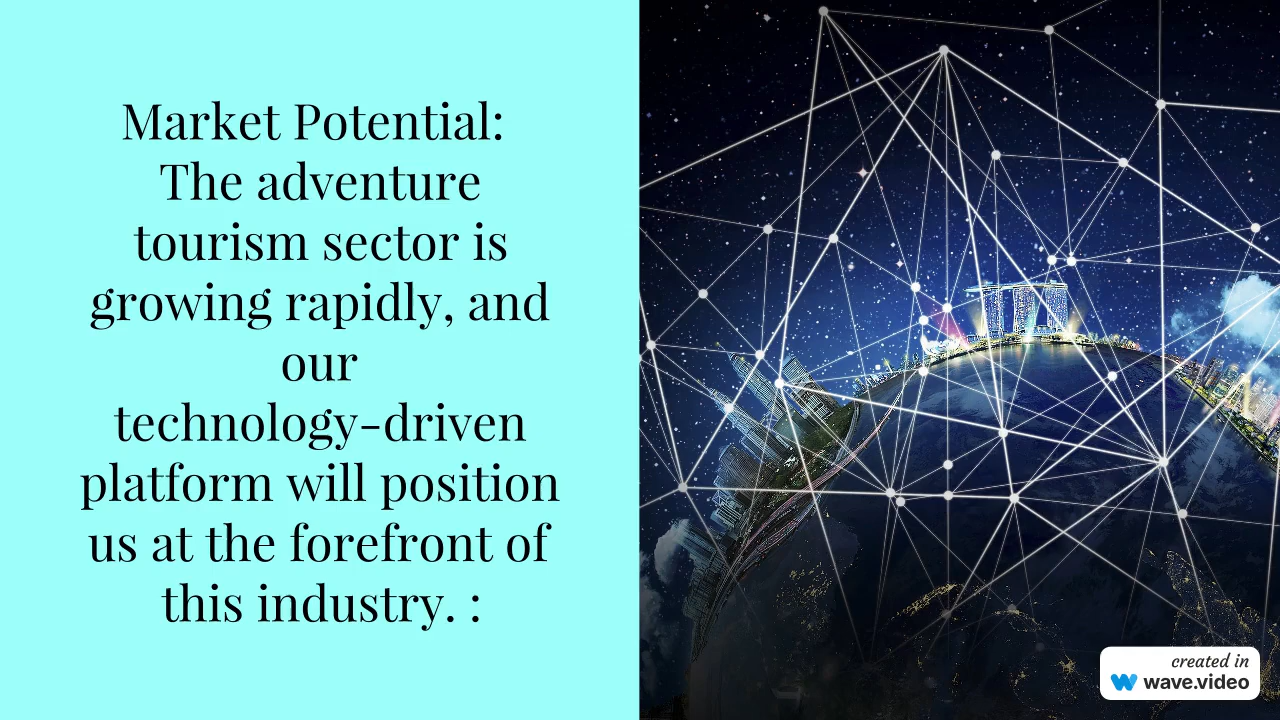 Market Potential:
The adventure
tourism sector is
growing rapidly, and
our
technology-driven
platform will position
us at the forefront of
this industry. :
created in
wave.video